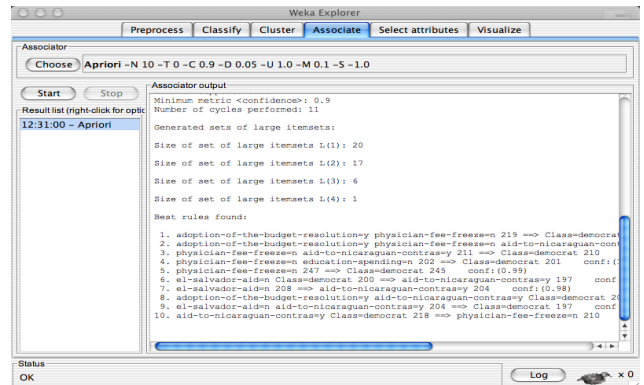 Weka Explorer
Preprocess Classify Cluster Associate Select attributes Visualize
Associator
Choose Apriori -N 10 -T 0 -C 0.9 -D 0.05 -U 1.0 -M 0.1 -S -1.0
Start Stop
Result list (right-click for optic
12:31:00 - Apriori
Associator output
Minimum metric <confidence>: 0.9
Number of cycles performed: 11
Generated sets of large itemsets:
Size of set of large itemsets L(1): 20
Size of set of large itemsets L(2): 17
Size of set of large itemsets L(3): 6
Size of set of large itemsets L(4): 1
Best rules found:
1. adoption-of-the-budget-resolution=y physician-fee-freeze=n 219 ==> Class=democrat
2. adoption-of-the-budget-resolution=y physician-fee-freeze=n aid-to-nicaraguan-cont
3. physician-fee-freeze=n aid-to-nicaraguan-contras=y 211 ==> Class=democrat 210
4. physician-fee-freeze=n education-spending=n 202 ==> Class=democrat 201 conf:(
5. physician-fee-freeze=n 247 ==> Class=democrat 245 conf:(0.99)
6. el-salvador-aid=n Class=democrat 200 ==> aid-to-nicaraguan-contras=y 197 conf
7. el-salvador-aid=n 208 ==> aid-to-nicaraguan-contras=y 204 conf:(0.98)
8. adoption-of-the-budget-resolution=y aid-to-nicaraguan-contras=y Class=democrat 20
9. el-salvador-aid=n aid-to-nicaraguan-contras=y 204 ==> Class=democrat 197 conf
10. aid-to-nicaraguan-contras=y Class=democrat 218 ==> physician-fee-freeze=n 210
Status
OK
Log
x 0